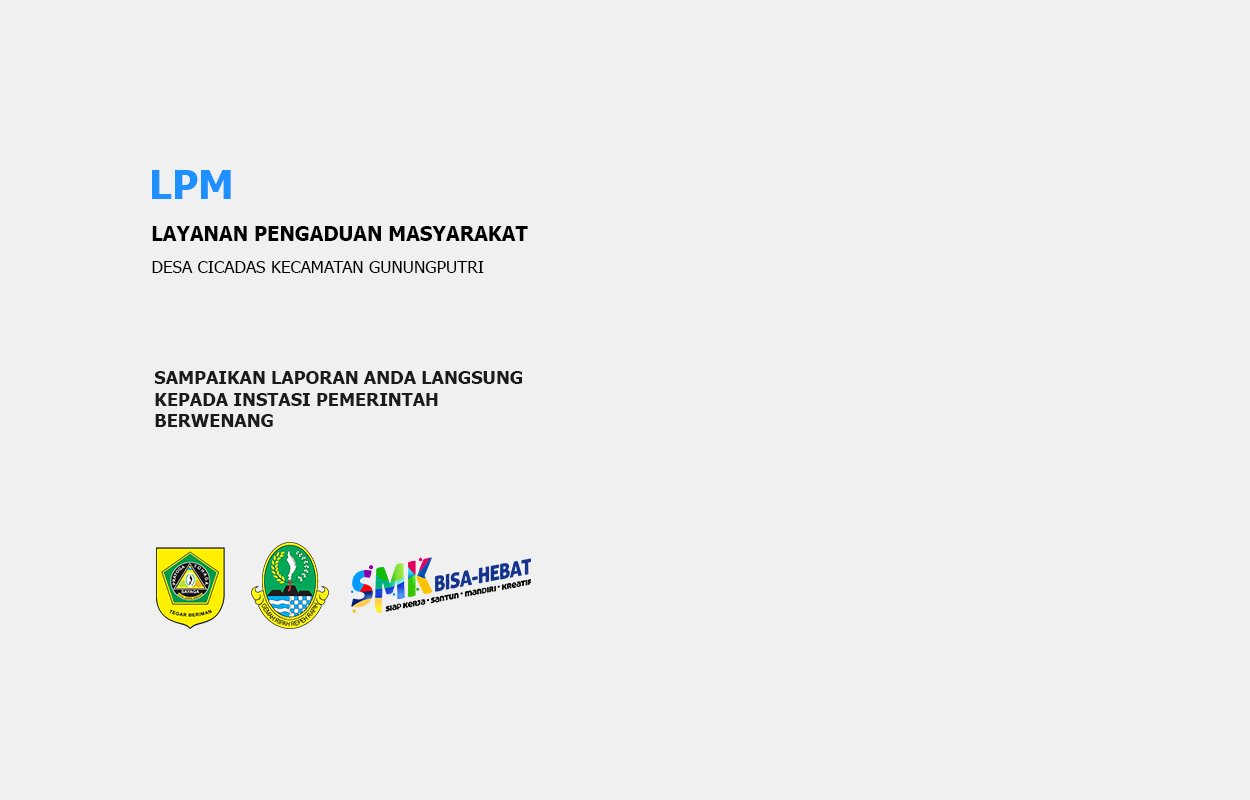 LPM
LAYANAN PENGADUAN MASYARAKAT
DESA CICADAS KECAMATAN GUNUNGPUTRI
SAMPAIKAN LAPORAN ANDA LANGSUNG
KEPADA INSTASI PEMERINTAH
BERWENANG
SAYAGA
TEGAR BERIMAN
GEMAH RIPAH REPEH RAPIH
SMK BISA-HEBAT
SIAP KERJA • SANTUN • MANDIRI • KREATIF